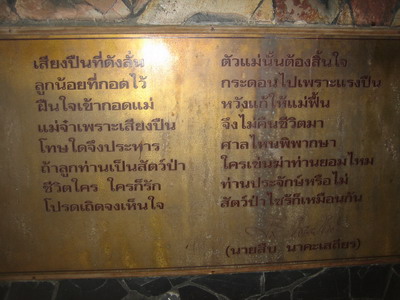 เสียงปืนที่ดังลั่น ตัวแม่นั้นต้องสิ้นใจ
ลูกน้อยที่กอดไว้ กระดอนไปเพราะแรงปืน
ฝืนใจเข้ากอดแม่ หวังแก้ให้แม่ฟื้น
แม่จ๋าเพราะเสียงปืน จึงไม่คืนชีวิตมา
โทษใดจึงประหาร ศาลไหนพิพากษา
ถ้าลูกท่านเป็นสัตว์ป่า ใครเข่นฆ่าท่านยอมไหม
ชีวิตใคร ใครก็รัก ท่านประจักษ์หรือไม่
โปรดเถิดจงเห็นใจ สัตว์ป่าไซร้ก็เหมือนกัน
(นายสืบ นาคะเสถียร)